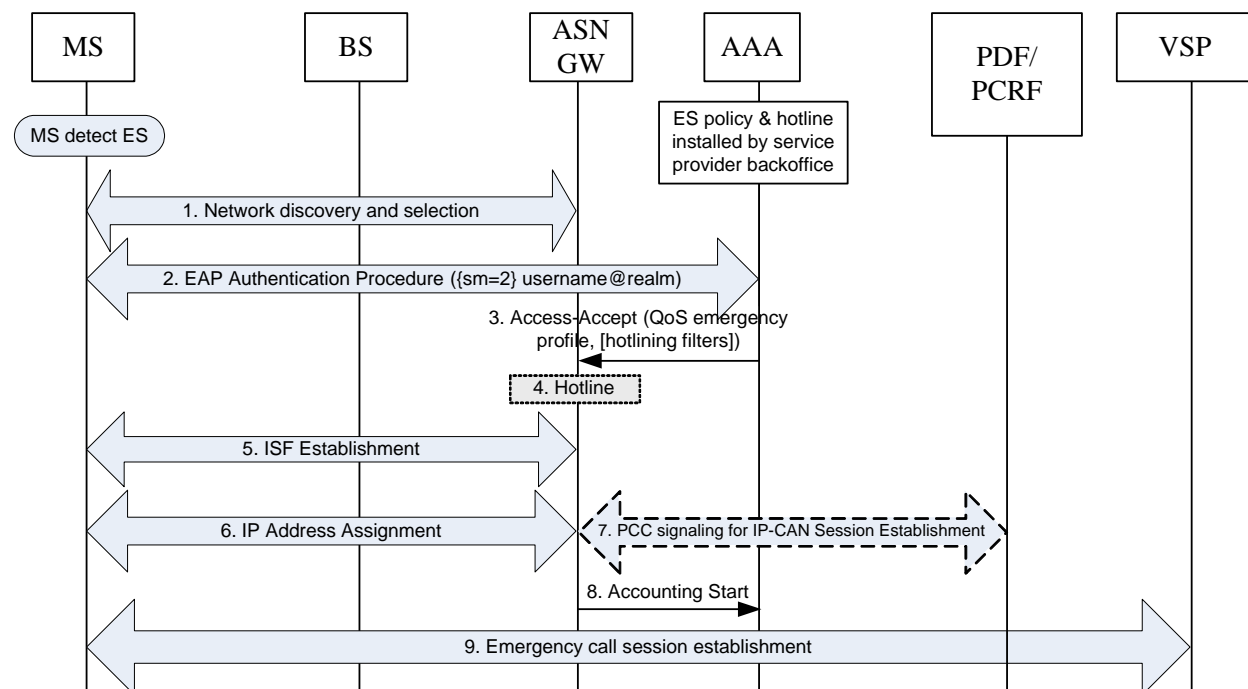 MS
BS
ASN
GW
AAA
PDF/
PCRF
VSP
MS detect ES
ES policy & hotline
installed by service
provider backoffice
1. Network discovery and selection
2. EAP Authentication Procedure ({sm=2} username@realm)
3. Access-Accept (QoS emergency
profile, [hotlining filters])
4. Hotline
5. ISF Establishment
6. IP Address Assignment
7. PCC signaling for IP-CAN Session Establishment
8. Accounting Start
9. Emergency call session establishment